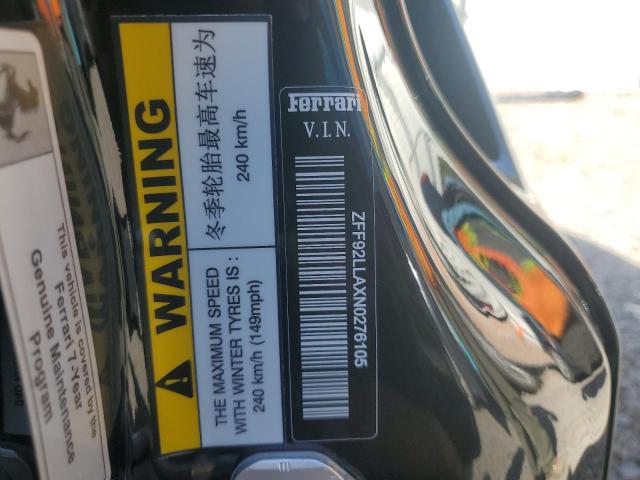 This vehicle is covered by the
Ferrari 7-Year
Genuine Maintenance
Program
WARNING
冬季轮胎最高车速为
240 km/h
THE MAXIMUM SPEED
WITH WINTER TYRES IS :
240 km/h (149mph)
Ferrari
V.I.N.
ZFF92LLAXN0276105